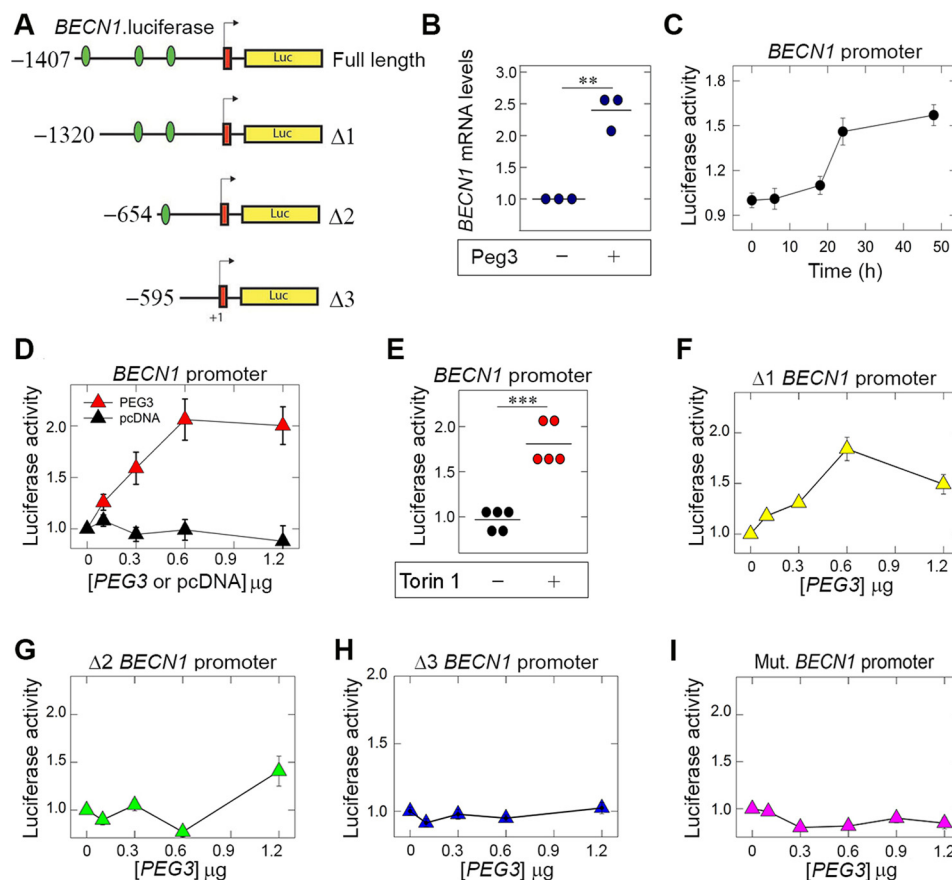 A
BECN1.luciferase
−1407
Luc
Full length
−1320
Luc
Δ1
−654
Luc
Δ2
−595
Luc
Δ3
+1
B
BECN1 mRNA levels
3.0
2.5
2.0
1.5
1.0
**
Peg3
−
+
C
BECN1 promoter
Luciferase activity
1.8
1.5
1.2
0.9
0 10 20 30 40 50
Time (h)
D
BECN1 promoter
Luciferase activity
PEG3
pcDNA
2.0
1.5
1.0
0 0.3 0.6 0.9 1.2
[PEG3 or pcDNA] μg
E
BECN1 promoter
Luciferase activity
***
2.0
1.5
1.0
Torin 1
−
+
F
Δ1 BECN1 promoter
Luciferase activity
2.0
1.5
1.0
0 0.3 0.6 0.9 1.2
[PEG3] μg
G
Δ2 BECN1 promoter
Luciferase activity
2.0
1.5
1.0
0 0.3 0.6 0.9 1.2
[PEG3] μg
H
Δ3 BECN1 promoter
Luciferase activity
2.0
1.5
1.0
0 0.3 0.6 0.9 1.2
[PEG3] μg
I
Mut. BECN1 promoter
Luciferase activity
2.0
1.5
1.0
0 0.3 0.6 0.9 1.2
[PEG3] μg